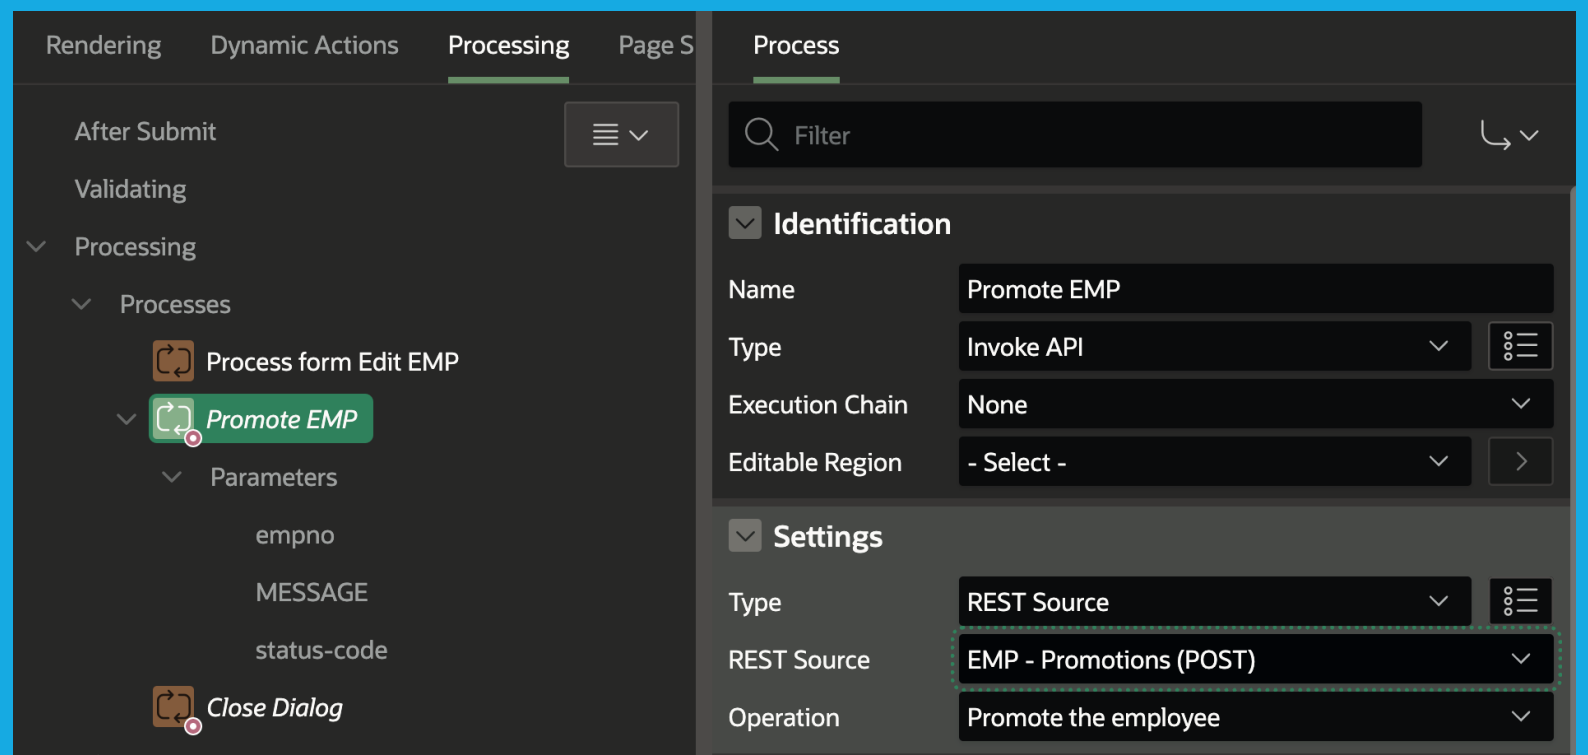 Rendering Dynamic Actions Processing Page S
After Submit
Validating
Processing
Processes
Process form Edit EMP
Promote EMP
Parameters
empno
MESSAGE
status-code
Close Dialog
Process
Filter
Identification
Name Promote EMP
Type Invoke API
Execution Chain None
Editable Region - Select -
Settings
Type REST Source
REST Source EMP - Promotions (POST)
Operation Promote the employee